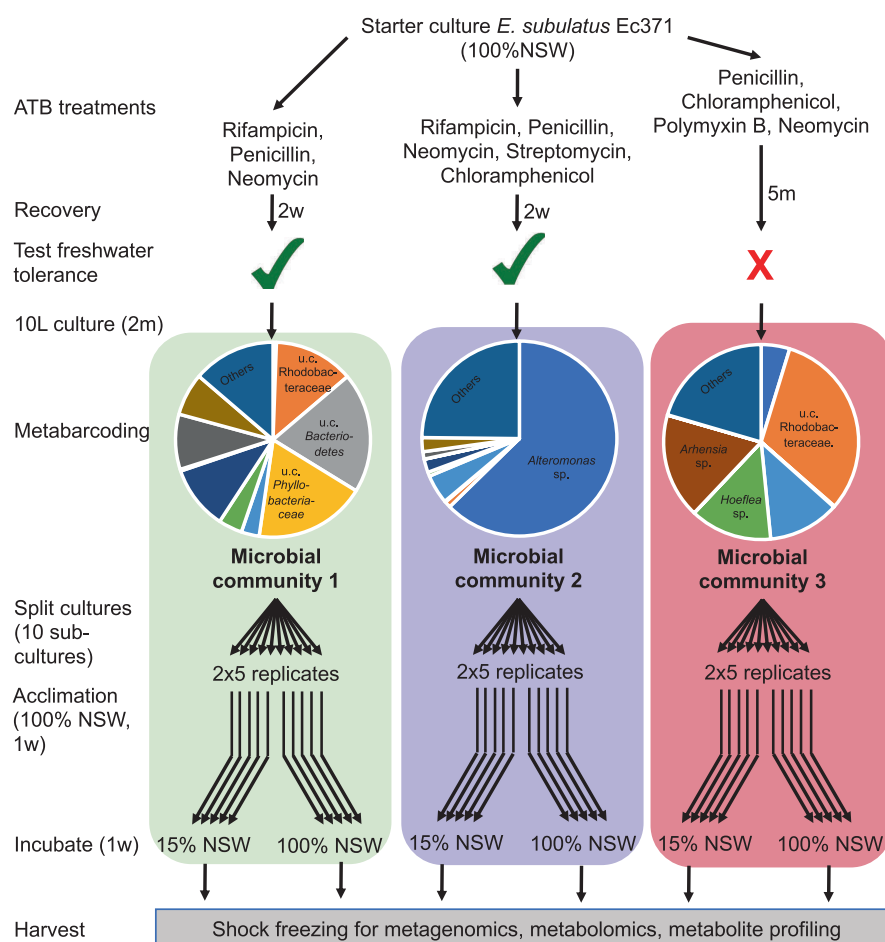 Starter culture E. subulatus Ec371
(100%NSW)
ATB treatments
Rifampicin,
Penicillin,
Neomycin
Rifampicin, Penicillin,
Neomycin, Streptomycin,
Chloramphenicol
Penicillin,
Chloramphenicol,
Polymyxin B, Neomycin
Recovery
2w
2w
5m
Test freshwater
tolerance
X
10L culture (2m)
Metabarcoding
Others
u.c.
Rhodobac-
teraceae
u.c.
Bacterio-
detes
u.c.
Phyllo-
bacteria-
ceae
Others
Alteromonas
sp.
Others
u.c.
Rhodobac-
teraceae.
Arhensia
sp.
Hoeflea
sp.
Microbial
community 1
Microbial
community 2
Microbial
community 3
Split cultures
(10 sub-
cultures)
2x5 replicates
2x5 replicates
2x5 replicates
Acclimation
(100% NSW,
1w)
Incubate (1w)
15% NSW
100% NSW
15% NSW
100% NSW
15% NSW
100% NSW
Harvest
Shock freezing for metagenomics, metabolomics, metabolite profiling